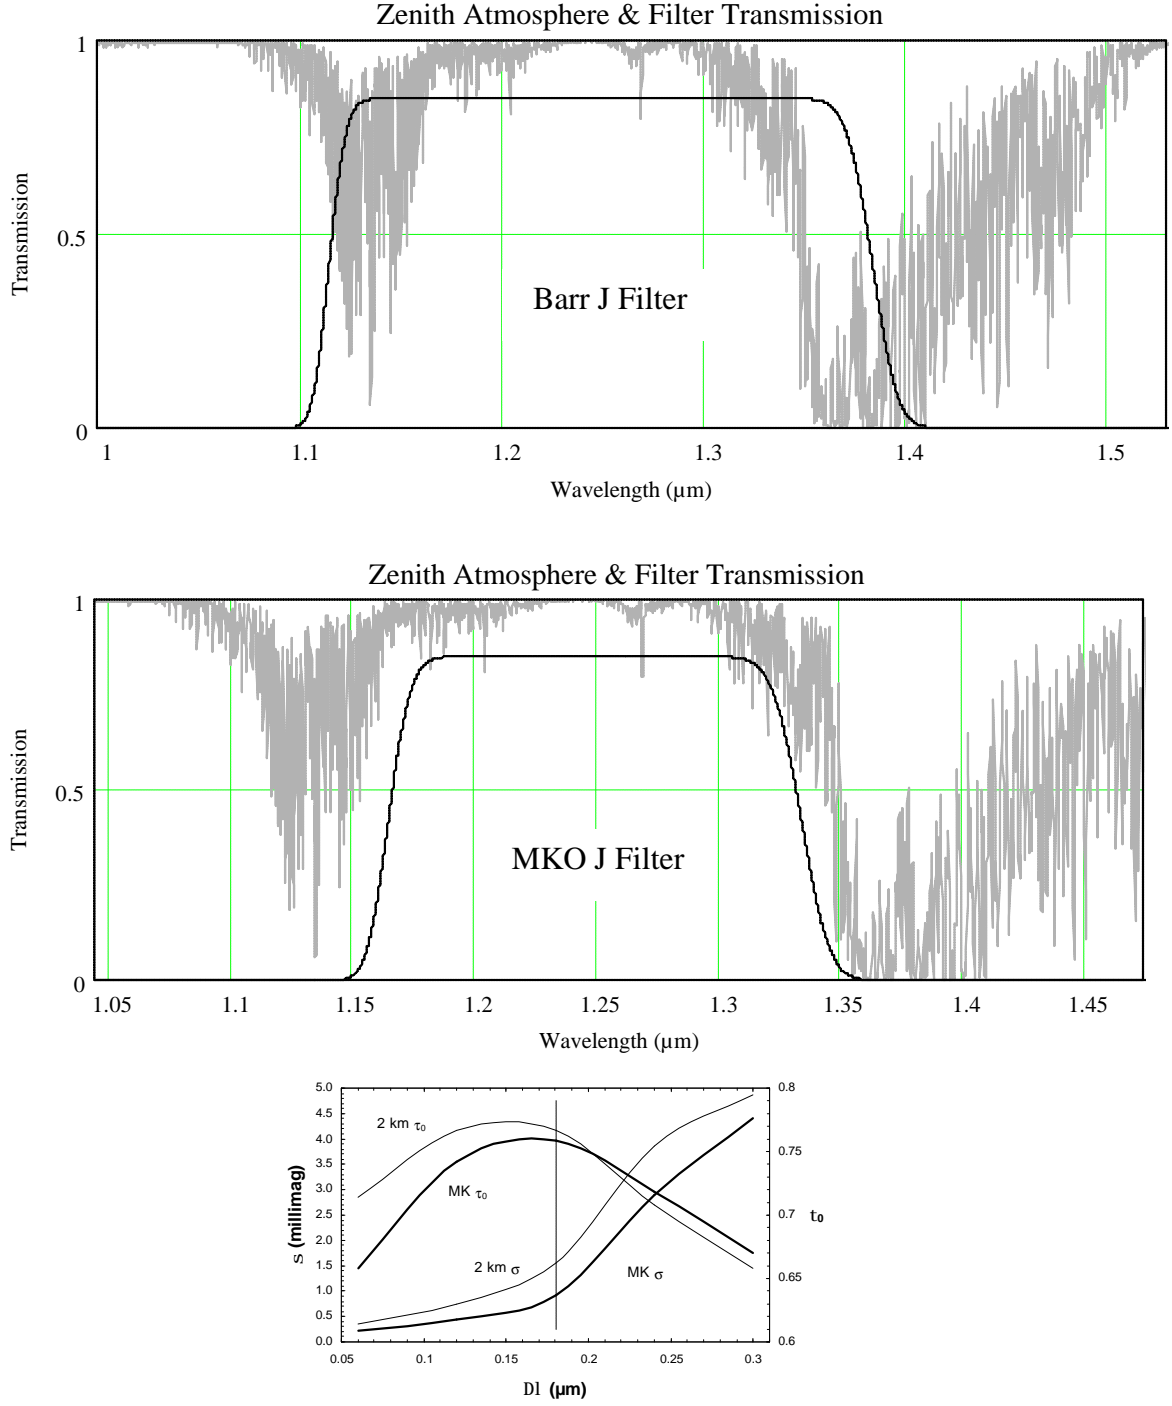 Zenith Atmosphere & Filter Transmission
1
0.5
0
Transmission
Barr J Filter
1 1.1 1.2 1.3 1.4 1.5
Wavelength (µm)
Zenith Atmosphere & Filter Transmission
1
0.5
0
Transmission
MKO J Filter
1.05 1.1 1.15 1.2 1.25 1.3 1.35 1.4 1.45
Wavelength (µm)
5.0 0.8
4.5
4.0 0.75
3.5
3.0
2.5 0.7
2.0
1.5
1.0 0.65
0.5
0.0 0.6
s (millimag)
2 km τ0
MK τ0
2 km σ
MK σ
t0
0.05 0.1 0.15 0.2 0.25 0.3
Dl (µm)